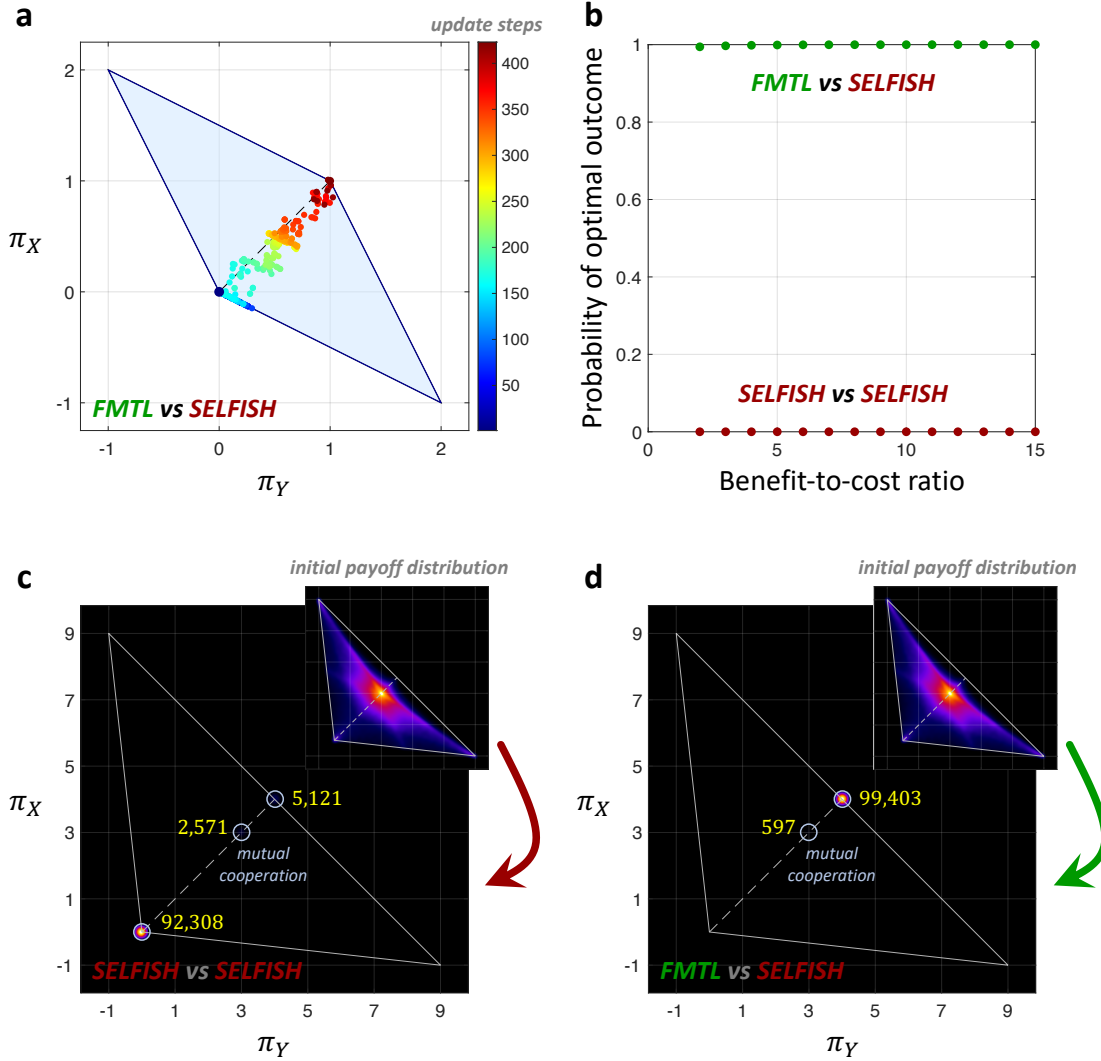 a
update steps
2
1
0
-1
π_X
-1
0
1
2
π_Y
400
350
300
250
200
150
100
50
FMTL vs SELFISH
b
Probability of optimal outcome
1
0.8
0.6
0.4
0.2
0
0
5
10
15
Benefit-to-cost ratio
FMTL vs SELFISH
SELFISH vs SELFISH
c
initial payoff distribution
9
7
5
3
1
-1
π_X
5,121
2,571
mutual
cooperation
92,308
SELFISH vs SELFISH
-1
1
3
5
7
9
π_Y
d
initial payoff distribution
9
7
5
3
1
-1
π_X
99,403
597
mutual
cooperation
FMTL vs SELFISH
-1
1
3
5
7
9
π_Y